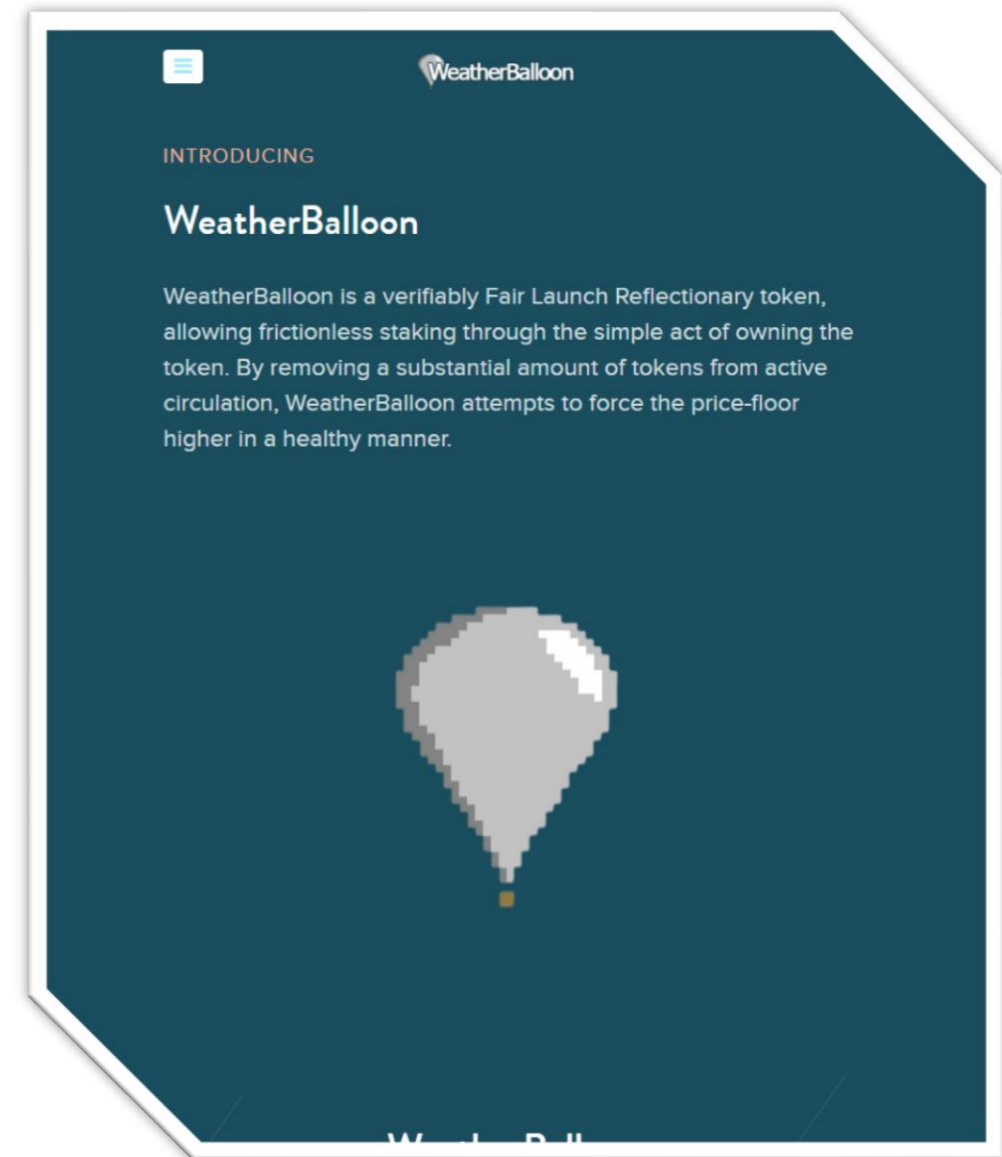 WeatherBalloon
INTRODUCING
WeatherBalloon
WeatherBalloon is a verifiably Fair Launch Reflectionary token,
allowing frictionless staking through the simple act of owning the
token. By removing a substantial amount of tokens from active
circulation, WeatherBalloon attempts to force the price-floor
higher in a healthy manner.